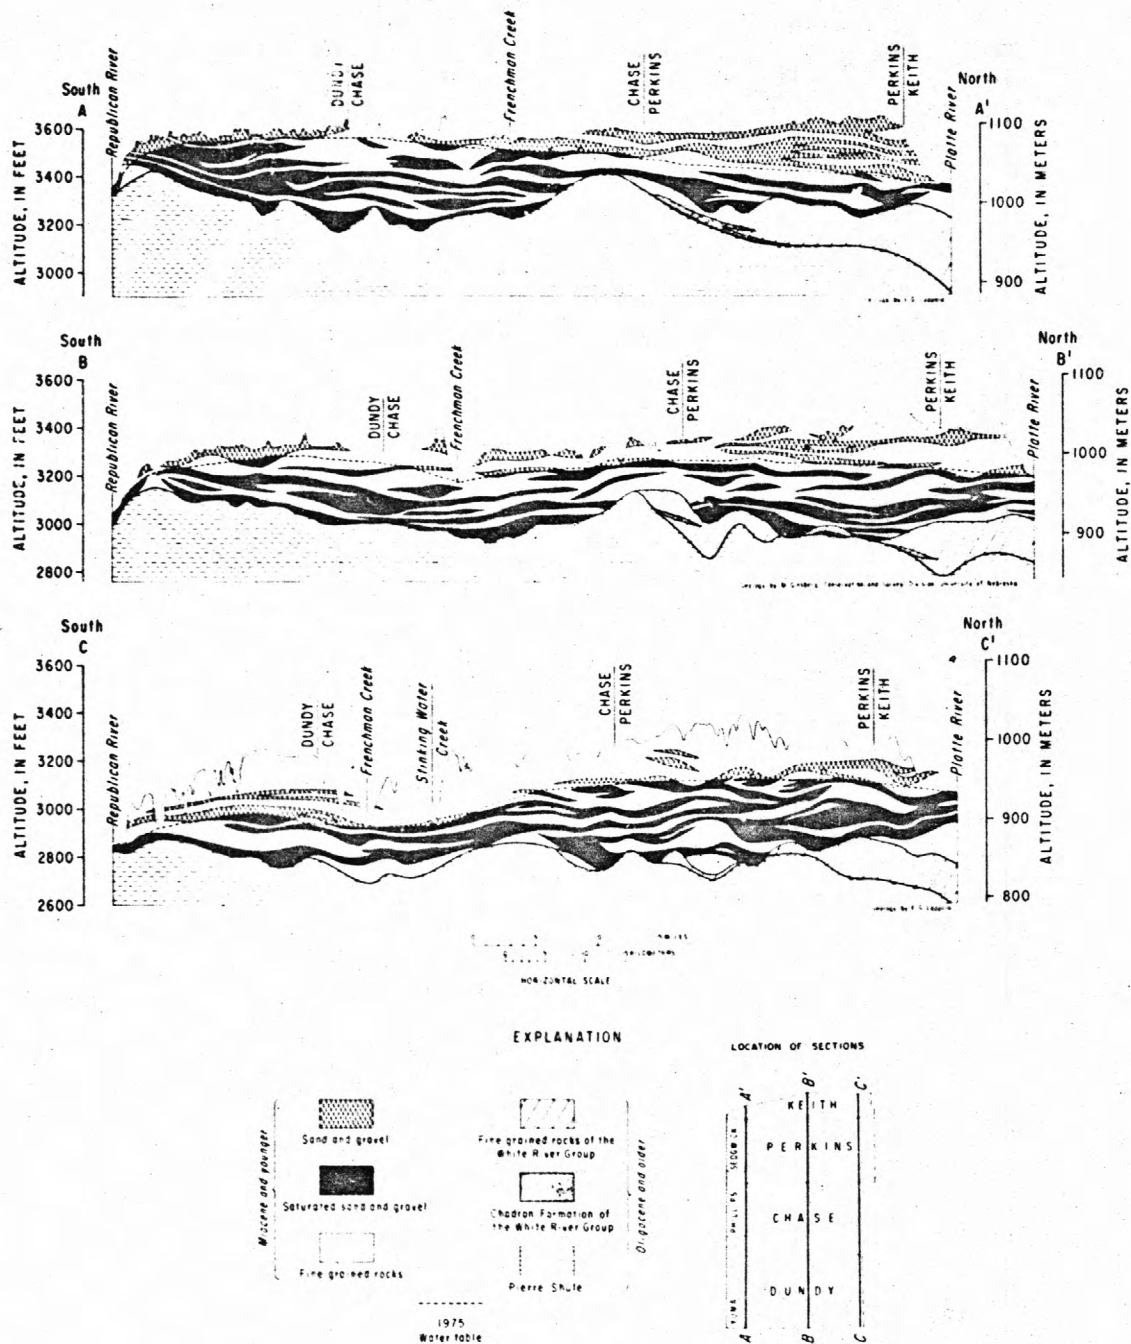 South
A
Republican River
DUNDY
CHASE
Frenchman Creek
CHASE
PERKINS
PERKINS
KEITH
Platte River
North
A'
ALTITUDE, IN FEET
3600
3400
3200
3000
1100
1000
900
ALTITUDE, IN METERS
South
B
Republican River
DUNDY
CHASE
Frenchman Creek
CHASE
PERKINS
PERKINS
KEITH
Platte River
North
B'
ALTITUDE, IN FEET
3600
3400
3200
3000
2800
1100
1000
900
ALTITUDE, IN METERS
South
C
Republican River
DUNDY
CHASE
Frenchman Creek
Stinking Water
Creek
CHASE
PERKINS
PERKINS
KEITH
Platte River
North
C'
ALTITUDE, IN FEET
3600
3400
3200
3000
2800
2600
1100
1000
900
800
ALTITUDE, IN METERS
HORIZONTAL SCALE
EXPLANATION
Miocene and younger
Sand and gravel
Saturated sand and gravel
Fine grained rocks
Fine grained rocks of the
White River Group
Chadron Formation of
the White River Group
Pierre Shale
Oligocene and older
1975
Water table
LOCATION OF SECTIONS
A'
B'
C'
KEITH
PERKINS
CHASE
DUNDY
SEDGWICK
PHILLIPS
YUMA
A
B
C